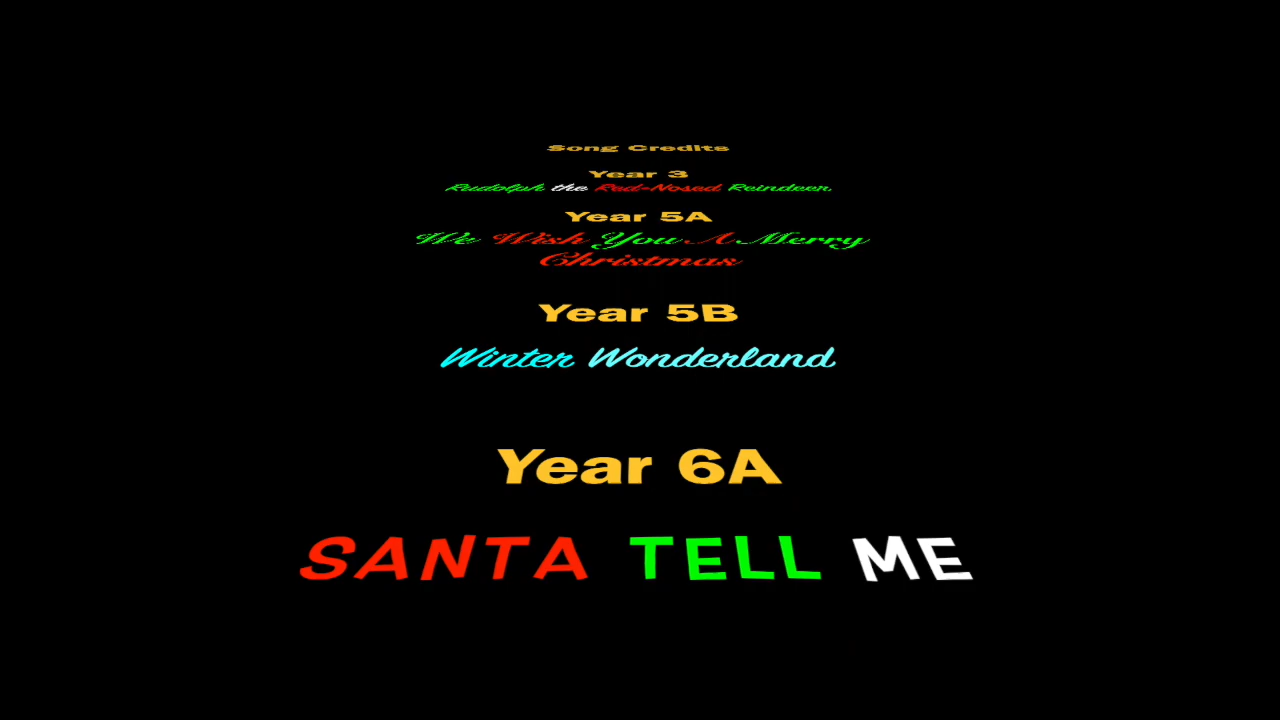 Song Credits
Year 3
Rudolph the Red-Nosed Reindeer.
Year 5A
We Wish You A Merry
Christmas
Year 5B
Winter Wonderland
Year 6A
SANTA TELL ME